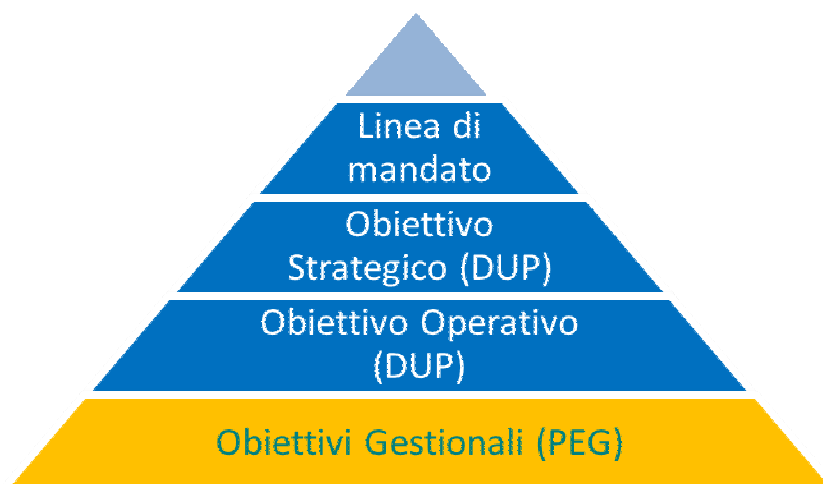 Linea di
mandato
Obiettivo
Strategico (DUP)
Obiettivo Operativo
(DUP)
Obiettivi Gestionali (PEG)